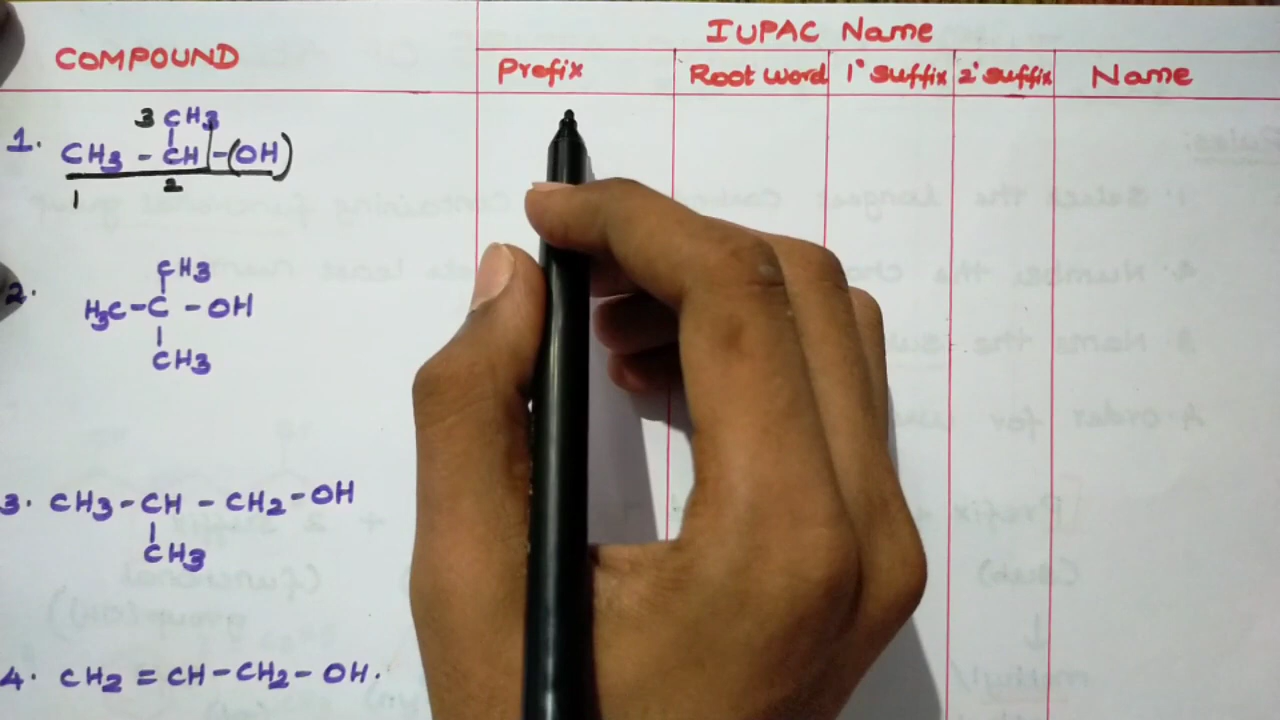 IUPAC Name
COMPOUND
Prefix Root word 1° suffix 2° suffix Name
3 CH3
1. CH3 - CH - (OH)
1 2
CH3
2. H3C - C - OH
CH3
3. CH3 - CH - CH2 - OH
CH3
4. CH2 = CH - CH2 - OH.